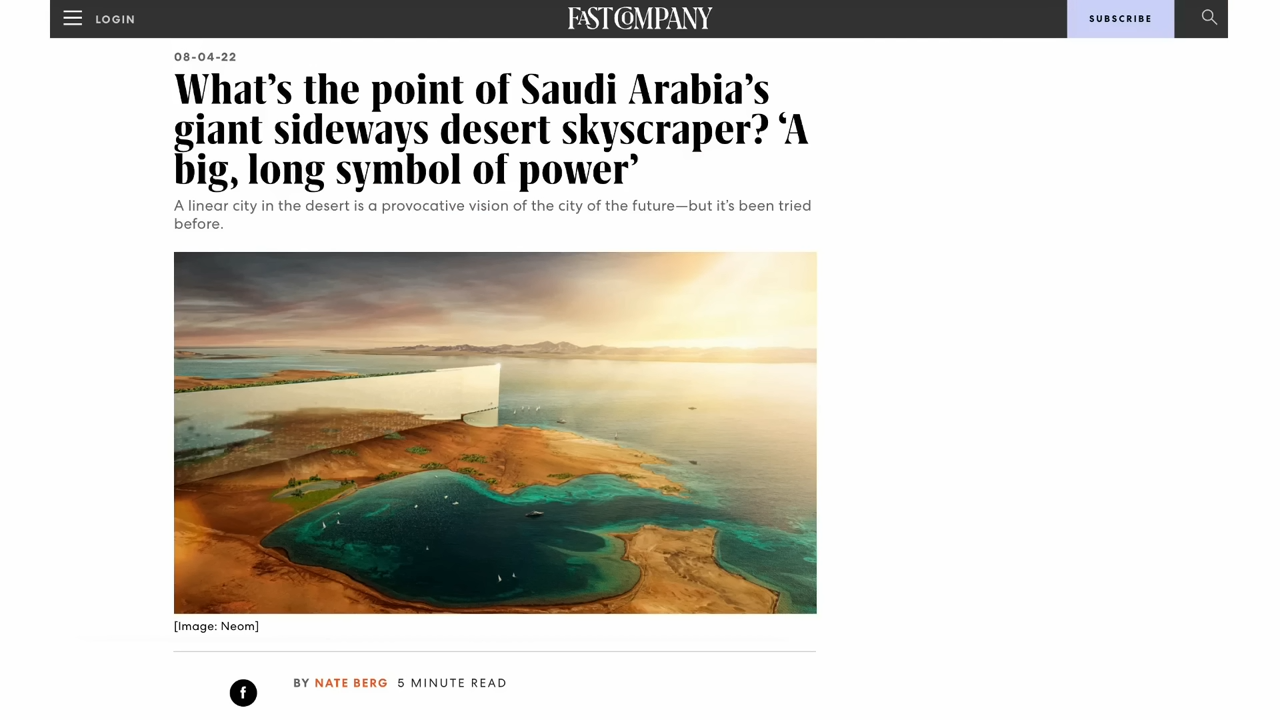 LOGIN
FAST COMPANY
SUBSCRIBE
08-04-22
What’s the point of Saudi Arabia’s
giant sideways desert skyscraper? ‘A
big, long symbol of power’
A linear city in the desert is a provocative vision of the city of the future—but it’s been tried
before.
[Image: Neom]
f
BY NATE BERG 5 MINUTE READ